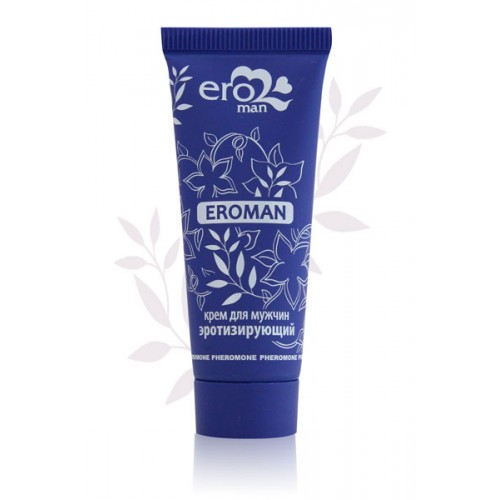 ero
man
EROMAN
крем для мужчин
эротизирующий
PHEROMONE PHEROMONE